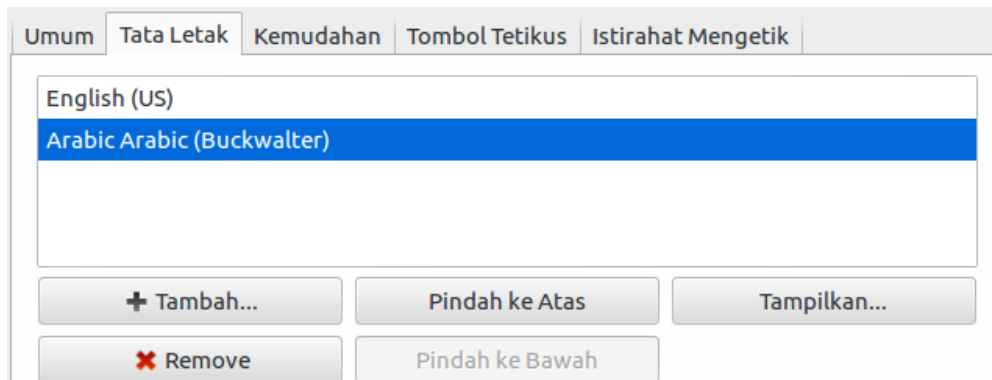 Umum Tata Letak Kemudahan Tombol Tetikus Istirahat Mengetik
English (US)
Arabic Arabic (Buckwalter)
Tambah... Pindah ke Atas Tampilkan...
Remove Pindah ke Bawah